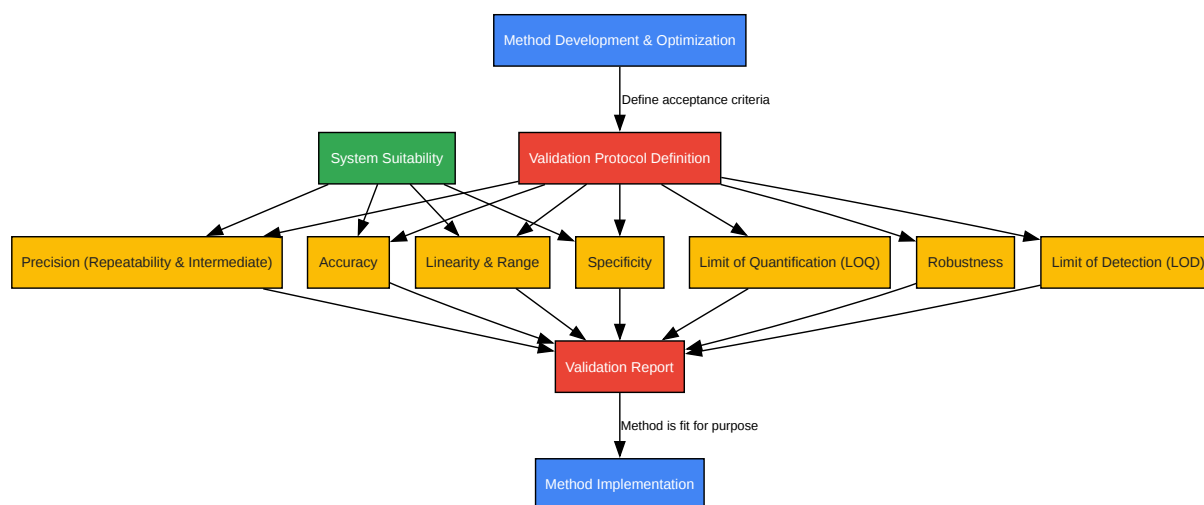 Method Development & Optimization
Define acceptance criteria
System Suitability
Validation Protocol Definition
Precision (Repeatability & Intermediate)
Accuracy
Linearity & Range
Specificity
Limit of Quantification (LOQ)
Robustness
Limit of Detection (LOD)
Validation Report
Method is fit for purpose
Method Implementation